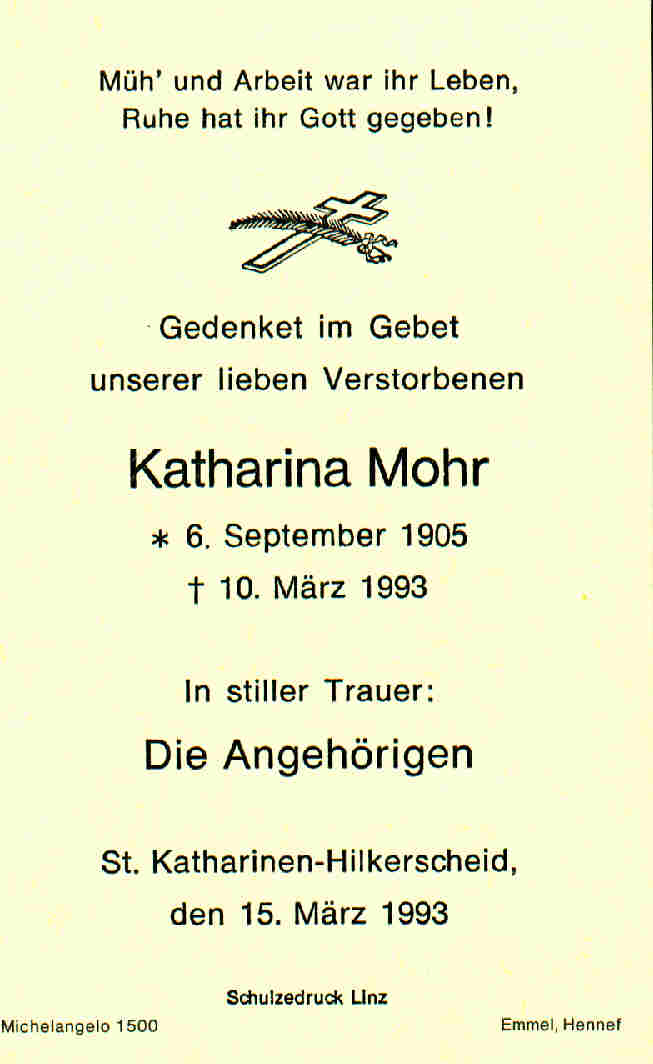 Müh' und Arbeit war ihr Leben,
Ruhe hat ihr Gott gegeben!
Gedenket im Gebet
unserer lieben Verstorbenen
Katharina Mohr
* 6. September 1905
† 10. März 1993
In stiller Trauer:
Die Angehörigen
St. Katharinen-Hilkerscheid,
den 15. März 1993
Schulzedruck Linz
Michelangelo 1500
Emmel, Hennef